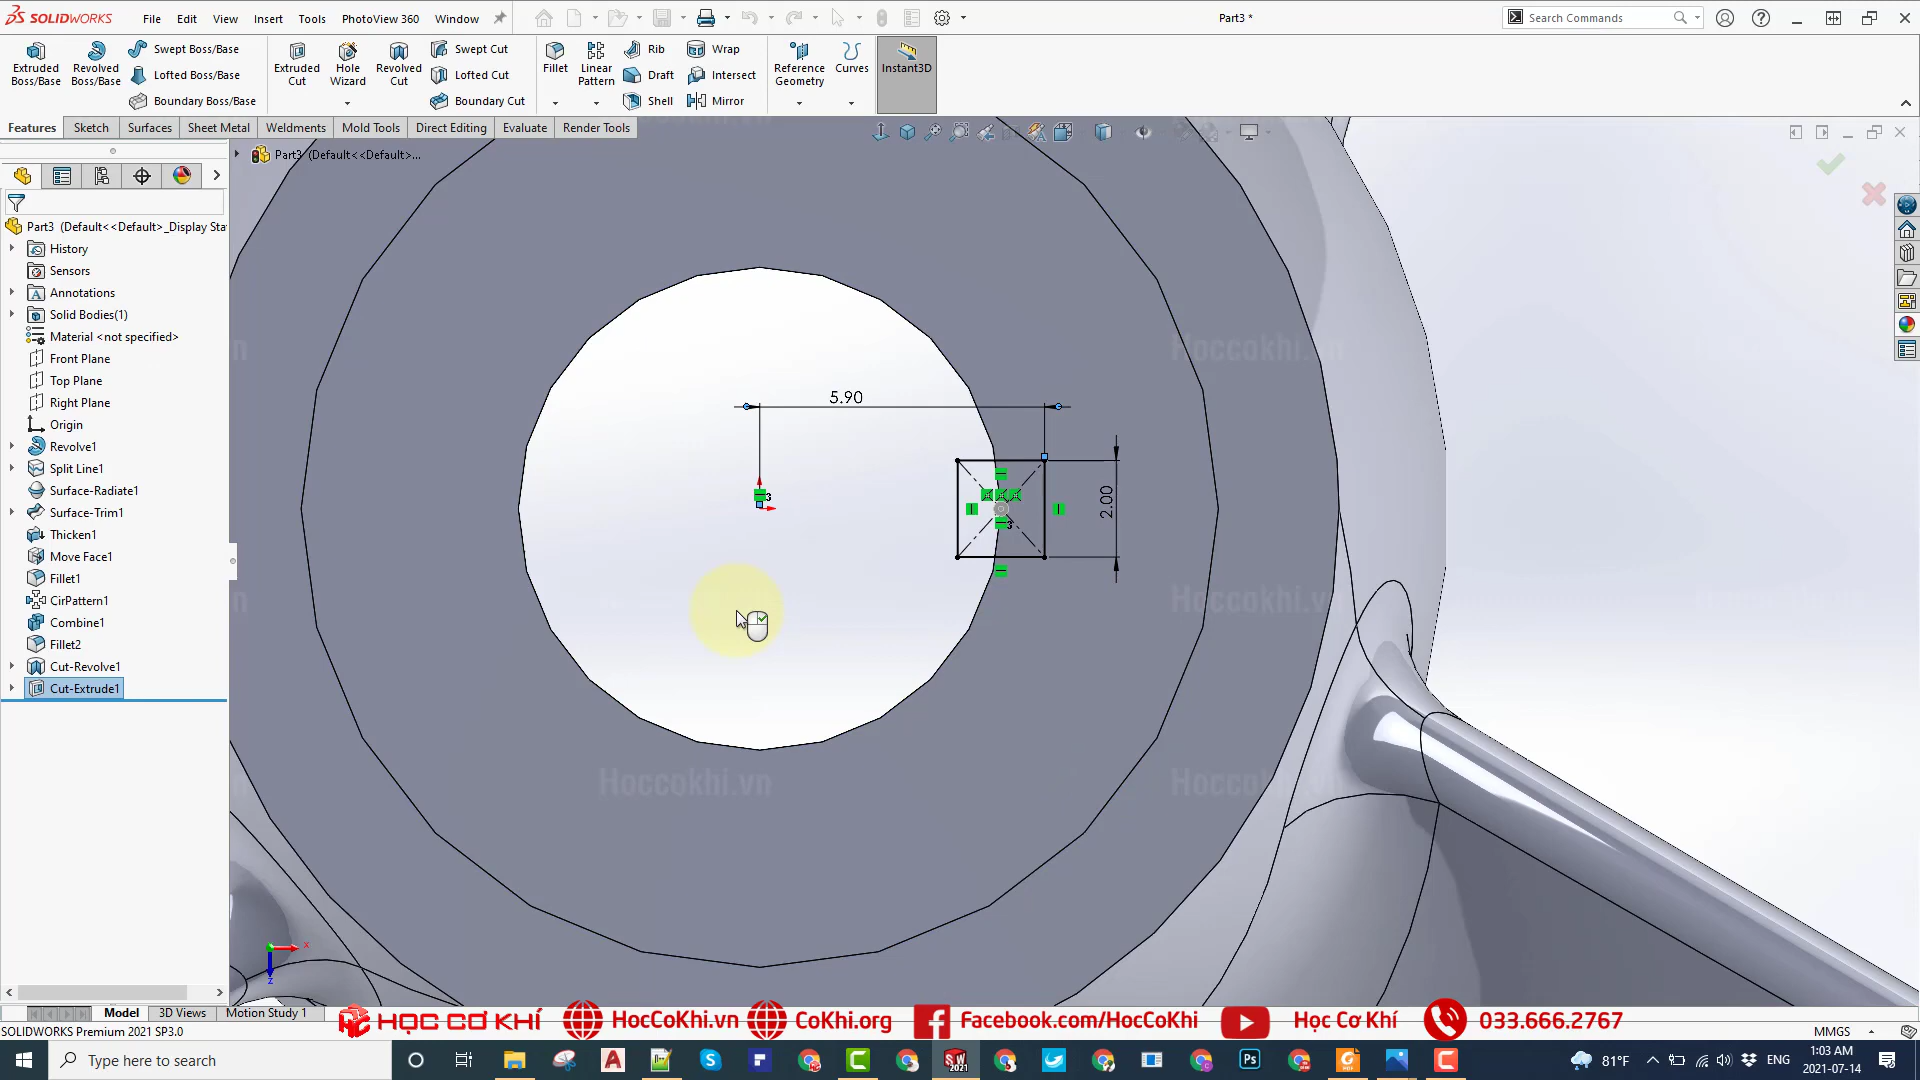 SOLIDWORKS
File Edit View Insert Tools PhotoView 360 Window
Part3 *
Search Commands
Extruded Boss/Base
Revolved Boss/Base
Swept Boss/Base
Lofted Boss/Base
Boundary Boss/Base
Extruded Cut
Hole Wizard
Revolved Cut
Swept Cut
Lofted Cut
Boundary Cut
Fillet
Linear Pattern
Rib
Draft
Shell
Wrap
Intersect
Mirror
Reference Geometry
Curves
Instant3D
Features Sketch Surfaces Sheet Metal Weldments Mold Tools Direct Editing Evaluate Render Tools
Part3 (Default<<Default>...
Part3 (Default<<Default>_Display Sta
History
Sensors
Annotations
Solid Bodies(1)
Material <not specified>
Front Plane
Top Plane
Right Plane
Origin
Revolve1
Split Line1
Surface-Radiate1
Surface-Trim1
Thicken1
Move Face1
Fillet1
CirPattern1
Combine1
Fillet2
Cut-Revolve1
Cut-Extrude1
5.90
2.00
3
3
Hoccokhi.vn
Hoccokhi.vn
Hoccokhi.vn
Hoccokhi.vn
x
z
Model 3D Views Motion Study 1
HỌC CƠ KHÍ HocCoKhi.vn CoKhi.org Facebook.com/HocCoKhi Học Cơ Khí 033.666.2767
SOLIDWORKS Premium 2021 SP3.0
MMGS
Type here to search
81°F
ENG
1:03 AM
2021-07-14